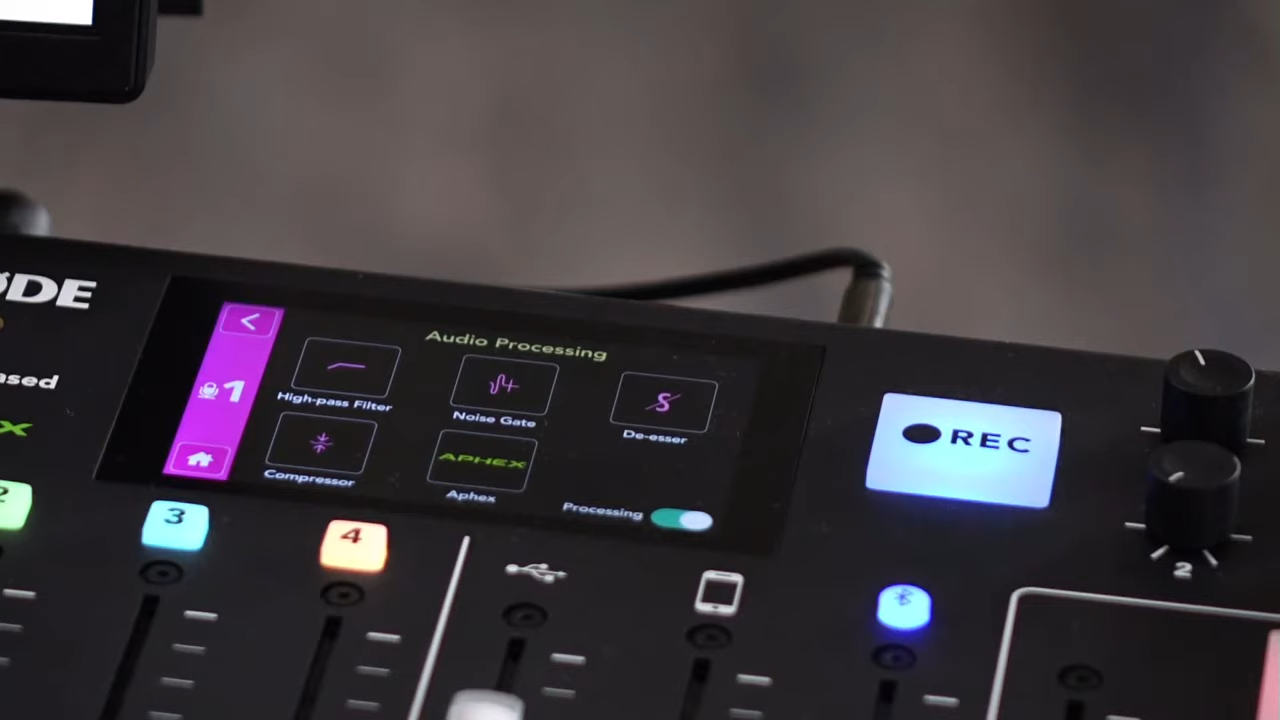 ØDE
ased
X
< Audio Processing
1
High-pass Filter
Noise Gate
De-esser
Compressor
APHEX
Aphex
Processing
REC
2
3
4
2